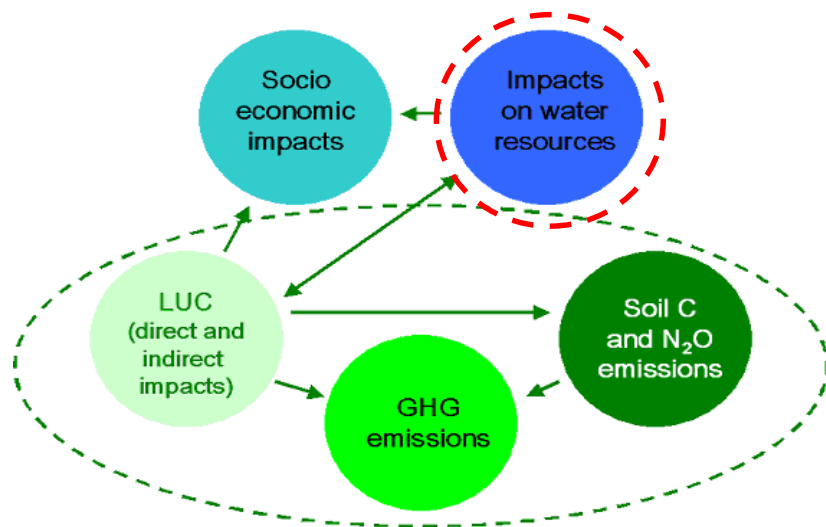 Socio
economic
impacts
Impacts
on water
resources
LUC
(direct and
indirect
impacts)
Soil C
and N₂O
emissions
GHG
emissions